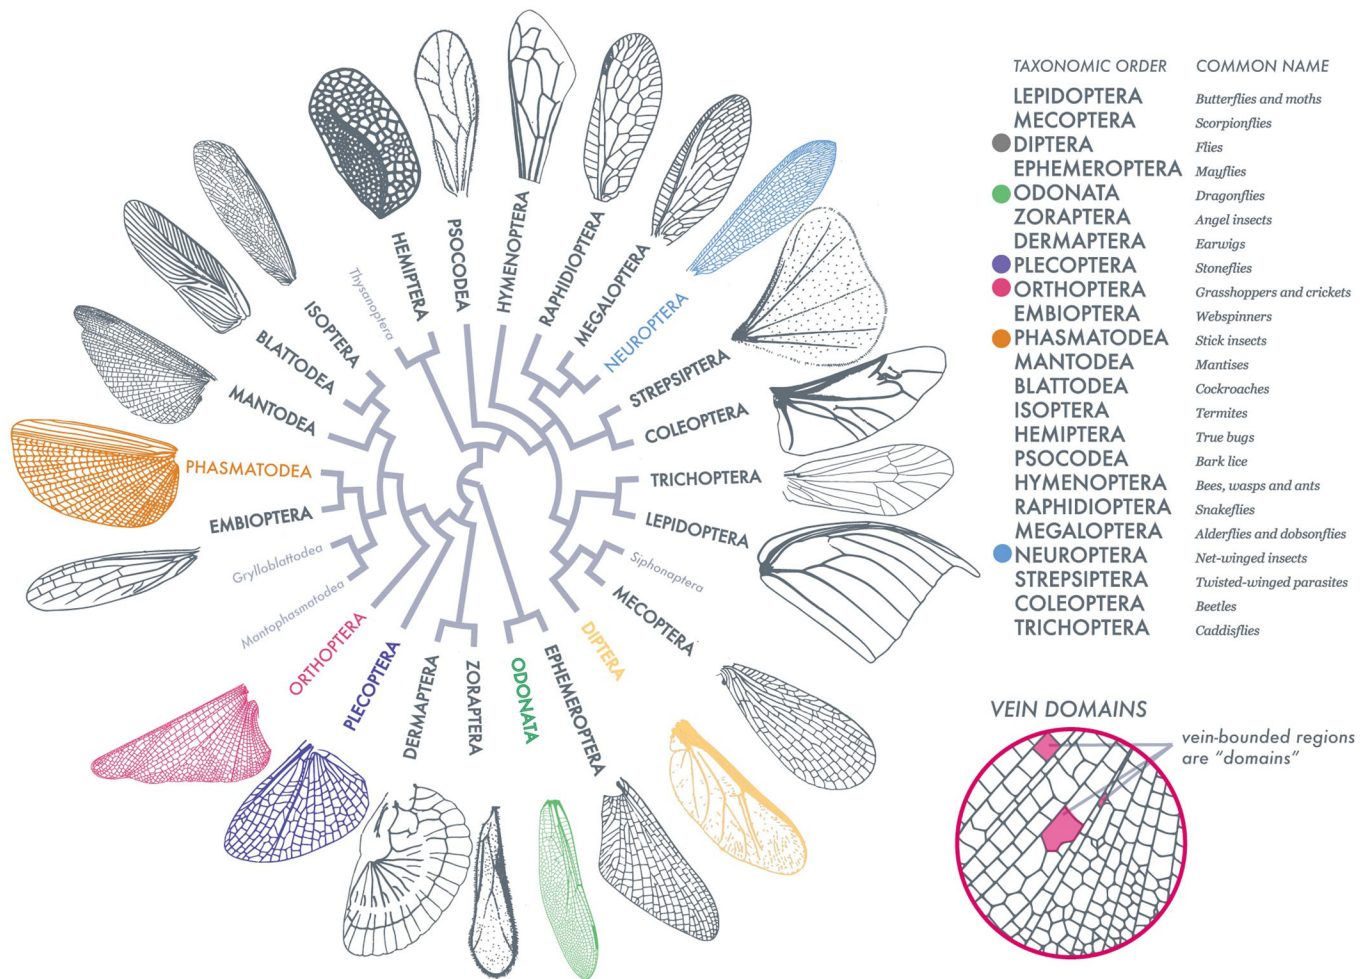 TAXONOMIC ORDER COMMON NAME
LEPIDOPTERA Butterflies and moths
MECOPTERA Scorpionflies
DIPTERA Flies
EPHEMEROPTERA Mayflies
ODONATA Dragonflies
ZORAPTERA Angel insects
DERMAPTERA Earwigs
PLECOPTERA Stoneflies
ORTHOPTERA Grasshoppers and crickets
EMBIOPTERA Webspinners
PHASMATODEA Stick insects
MANTODEA Mantises
BLATTODEA Cockroaches
ISOPTERA Termites
HEMIPTERA True bugs
PSOCODEA Bark lice
HYMENOPTERA Bees, wasps and ants
RAPHIDIOPTERA Snakeflies
MEGALOPTERA Alderflies and dobsonflies
NEUROPTERA Net-winged insects
STREPSIPTERA Twisted-winged parasites
COLEOPTERA Beetles
TRICHOPTERA Caddisflies
Thysanoptera
HEMIPTERA
PSOCODEA
HYMENOPTERA
RAPHIDIOPTERA
MEGALOPTERA
NEUROPTERA
STREPSIPTERA
COLEOPTERA
TRICHOPTERA
LEPIDOPTERA
Siphonaptera
MECOPTERA
DIPTERA
EPHEMEROPTERA
ODONATA
ZORAPTERA
DERMAPTERA
PLECOPTERA
ORTHOPTERA
Mantophasmatodea
Grylloblattodea
EMBIOPTERA
PHASMATODEA
MANTODEA
BLATTODEA
ISOPTERA
VEIN DOMAINS
vein-bounded regions
are "domains"